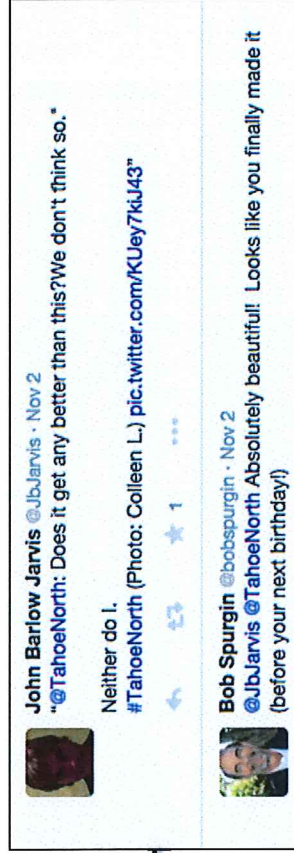 John Barlow Jarvis @JbJarvis · Nov 2
"@TahoeNorth: Does it get any better than this?We don't think so."
Neither do I.
#TahoeNorth (Photo: Colleen L.) pic.twitter.com/KUey7kiJ43"
1
Bob Spurgin @bobspurgin · Nov 2
@JbJarvis @TahoeNorth Absolutely beautiful! Looks like you finally made it
(before your next birthday!)